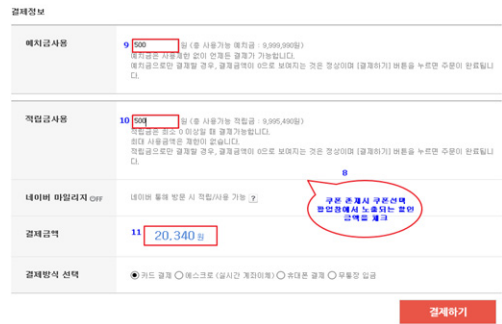 결제정보
예치금사용
9 500 원 (총 사용가능 예치금 : 9,999,990원)
예치금은 사용제한 없이 언제든 결제가 가능합니다.
예치금으로만 결제할 경우, 결제금액이 0으로 보여지는 것은 정상이며 [결제하기] 버튼을 누르면 주문이 완료됩니
다.
적립금사용
10 500 원 (총 사용가능 적립금 : 9,995,490원)
적립금은 최소 0 이상일 때 결제가능합니다.
최대 사용금액은 제한이 없습니다.
적립금으로만 결제할 경우, 결제금액이 0으로 보여지는 것은 정상이며 [결제하기] 버튼을 누르면 주문이 완료됩니
다.
8
쿠폰 존재시 쿠폰선택
팝업창에서 노출되는 할인
금액을 체크
네이버 마일리지 OFF
네이버 통해 방문 시 적립/사용 가능 ?
결제금액
11 20,340 원
결제방식 선택
카드 결제 에스크로 (실시간 계좌이체) 휴대폰 결제 무통장 입금
결제하기